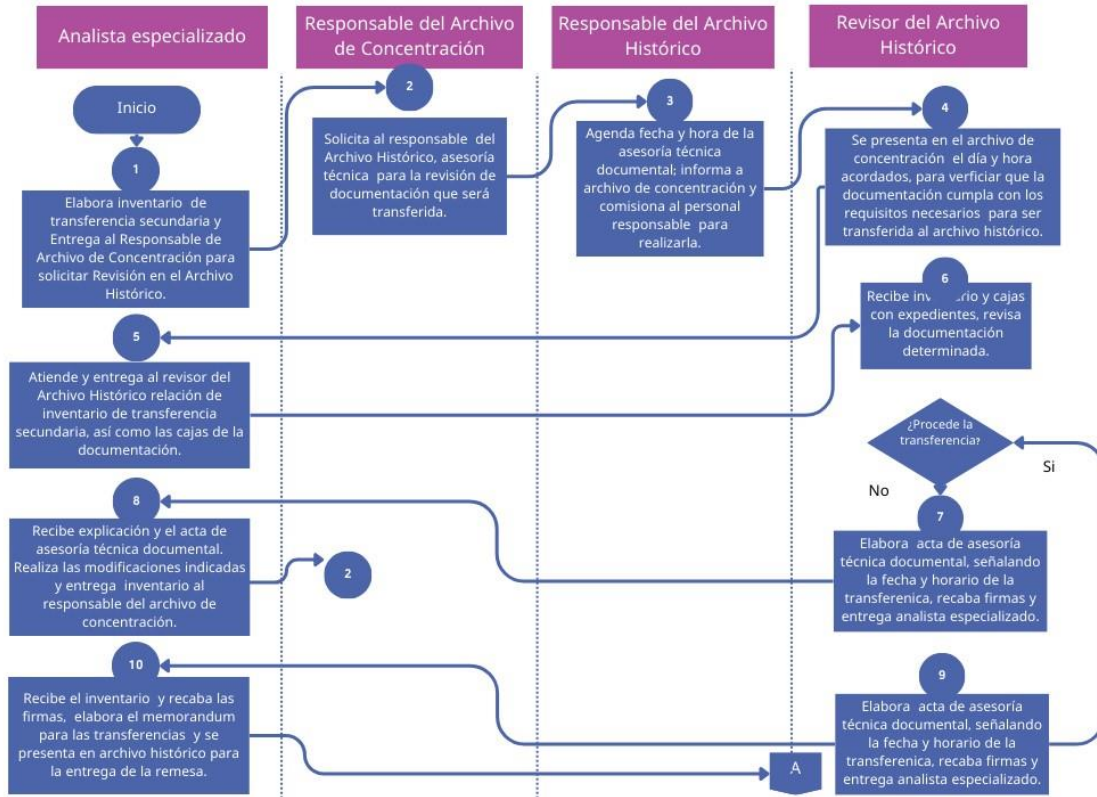 Analista especializado
Responsable del Archivo
de Concentración
Responsable del Archivo
Histórico
Revisor del Archivo
Histórico
Inicio
1
Elabora inventario de
transferencia secundaria y
Entrega al Responsable de
Archivo de Concentración para
solicitar Revisión en el Archivo
Histórico.
2
Solicita al responsable del
Archivo Histórico, asesoría
técnica para la revisión de
documentación que será
transferida.
3
Agenda fecha y hora de la
asesoría técnica
documental; informa a
archivo de concentración y
comisiona al personal
responsable para
realizarla.
4
Se presenta en el archivo de
concentración el día y hora
acordados, para verficiar que la
documentación cumpla con los
requisitos necesarios para ser
transferida al archivo histórico.
5
Atiende y entrega al revisor del
Archivo Histórico relación de
inventario de transferencia
secundaria, así como las cajas de la
documentación.
6
Recibe y cajas
con expedientes, revisa
la documentación
determinada.
¿Procede la
transferencia?
Si
No
7
Elabora acta de asesoría
técnica documental, señalando
la fecha y horario de la
transferenica, recaba firmas y
entrega analista especializado.
8
Recibe explicación y el acta de
asesoría técnica documental.
Realiza las modificaciones indicadas
y entrega inventario al
responsable del archivo de
concentración.
2
9
Elabora acta de asesoría
técnica documental, señalando
la fecha y horario de la
transferenica, recaba firmas y
entrega analista especializado.
10
Recibe el inventario y recaba las
firmas, elabora el memorandum
para las transferencias y se
presenta en archivo histórico para
la entrega de la remesa.
A